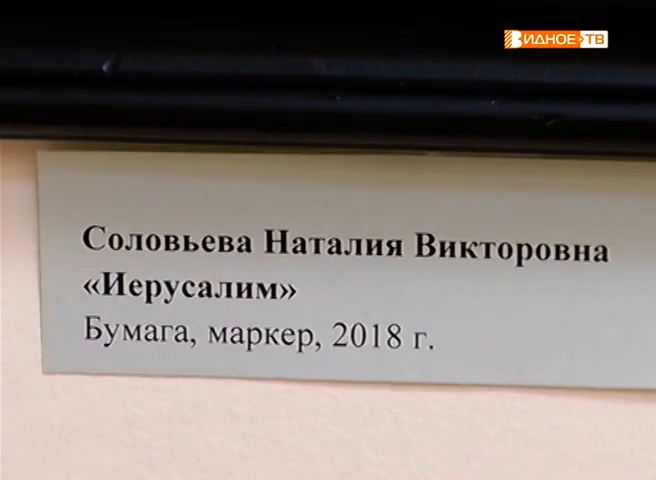 ВИДНОЕ-ТВ
Соловьева Наталия Викторовна
«Иерусалим»
Бумага, маркер, 2018 г.